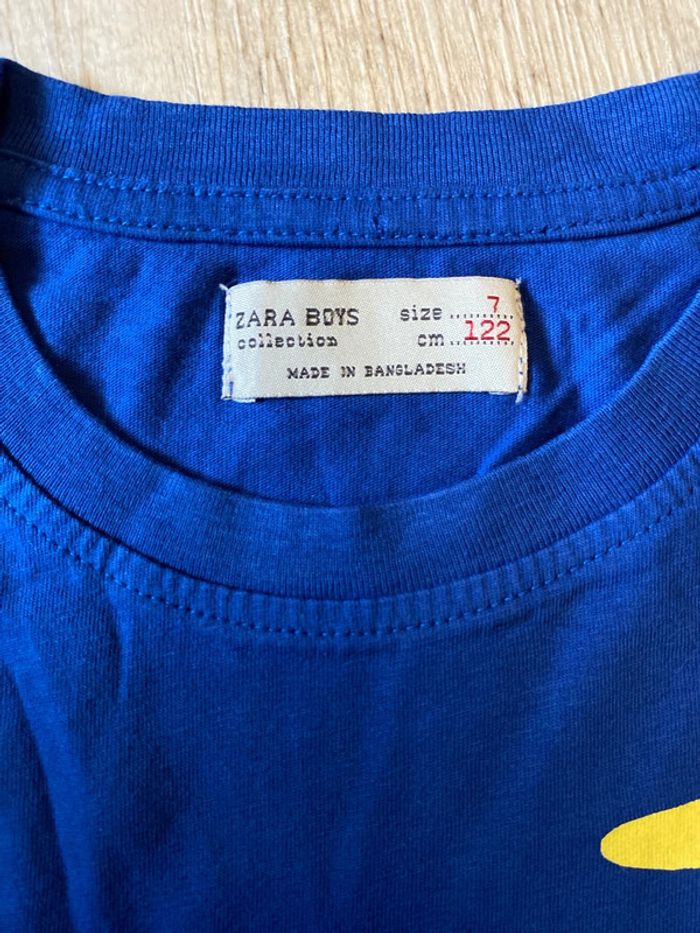 ZARA BOYS size ..... 7 ..
collection cm ..... 122
MADE IN BANGLADESH